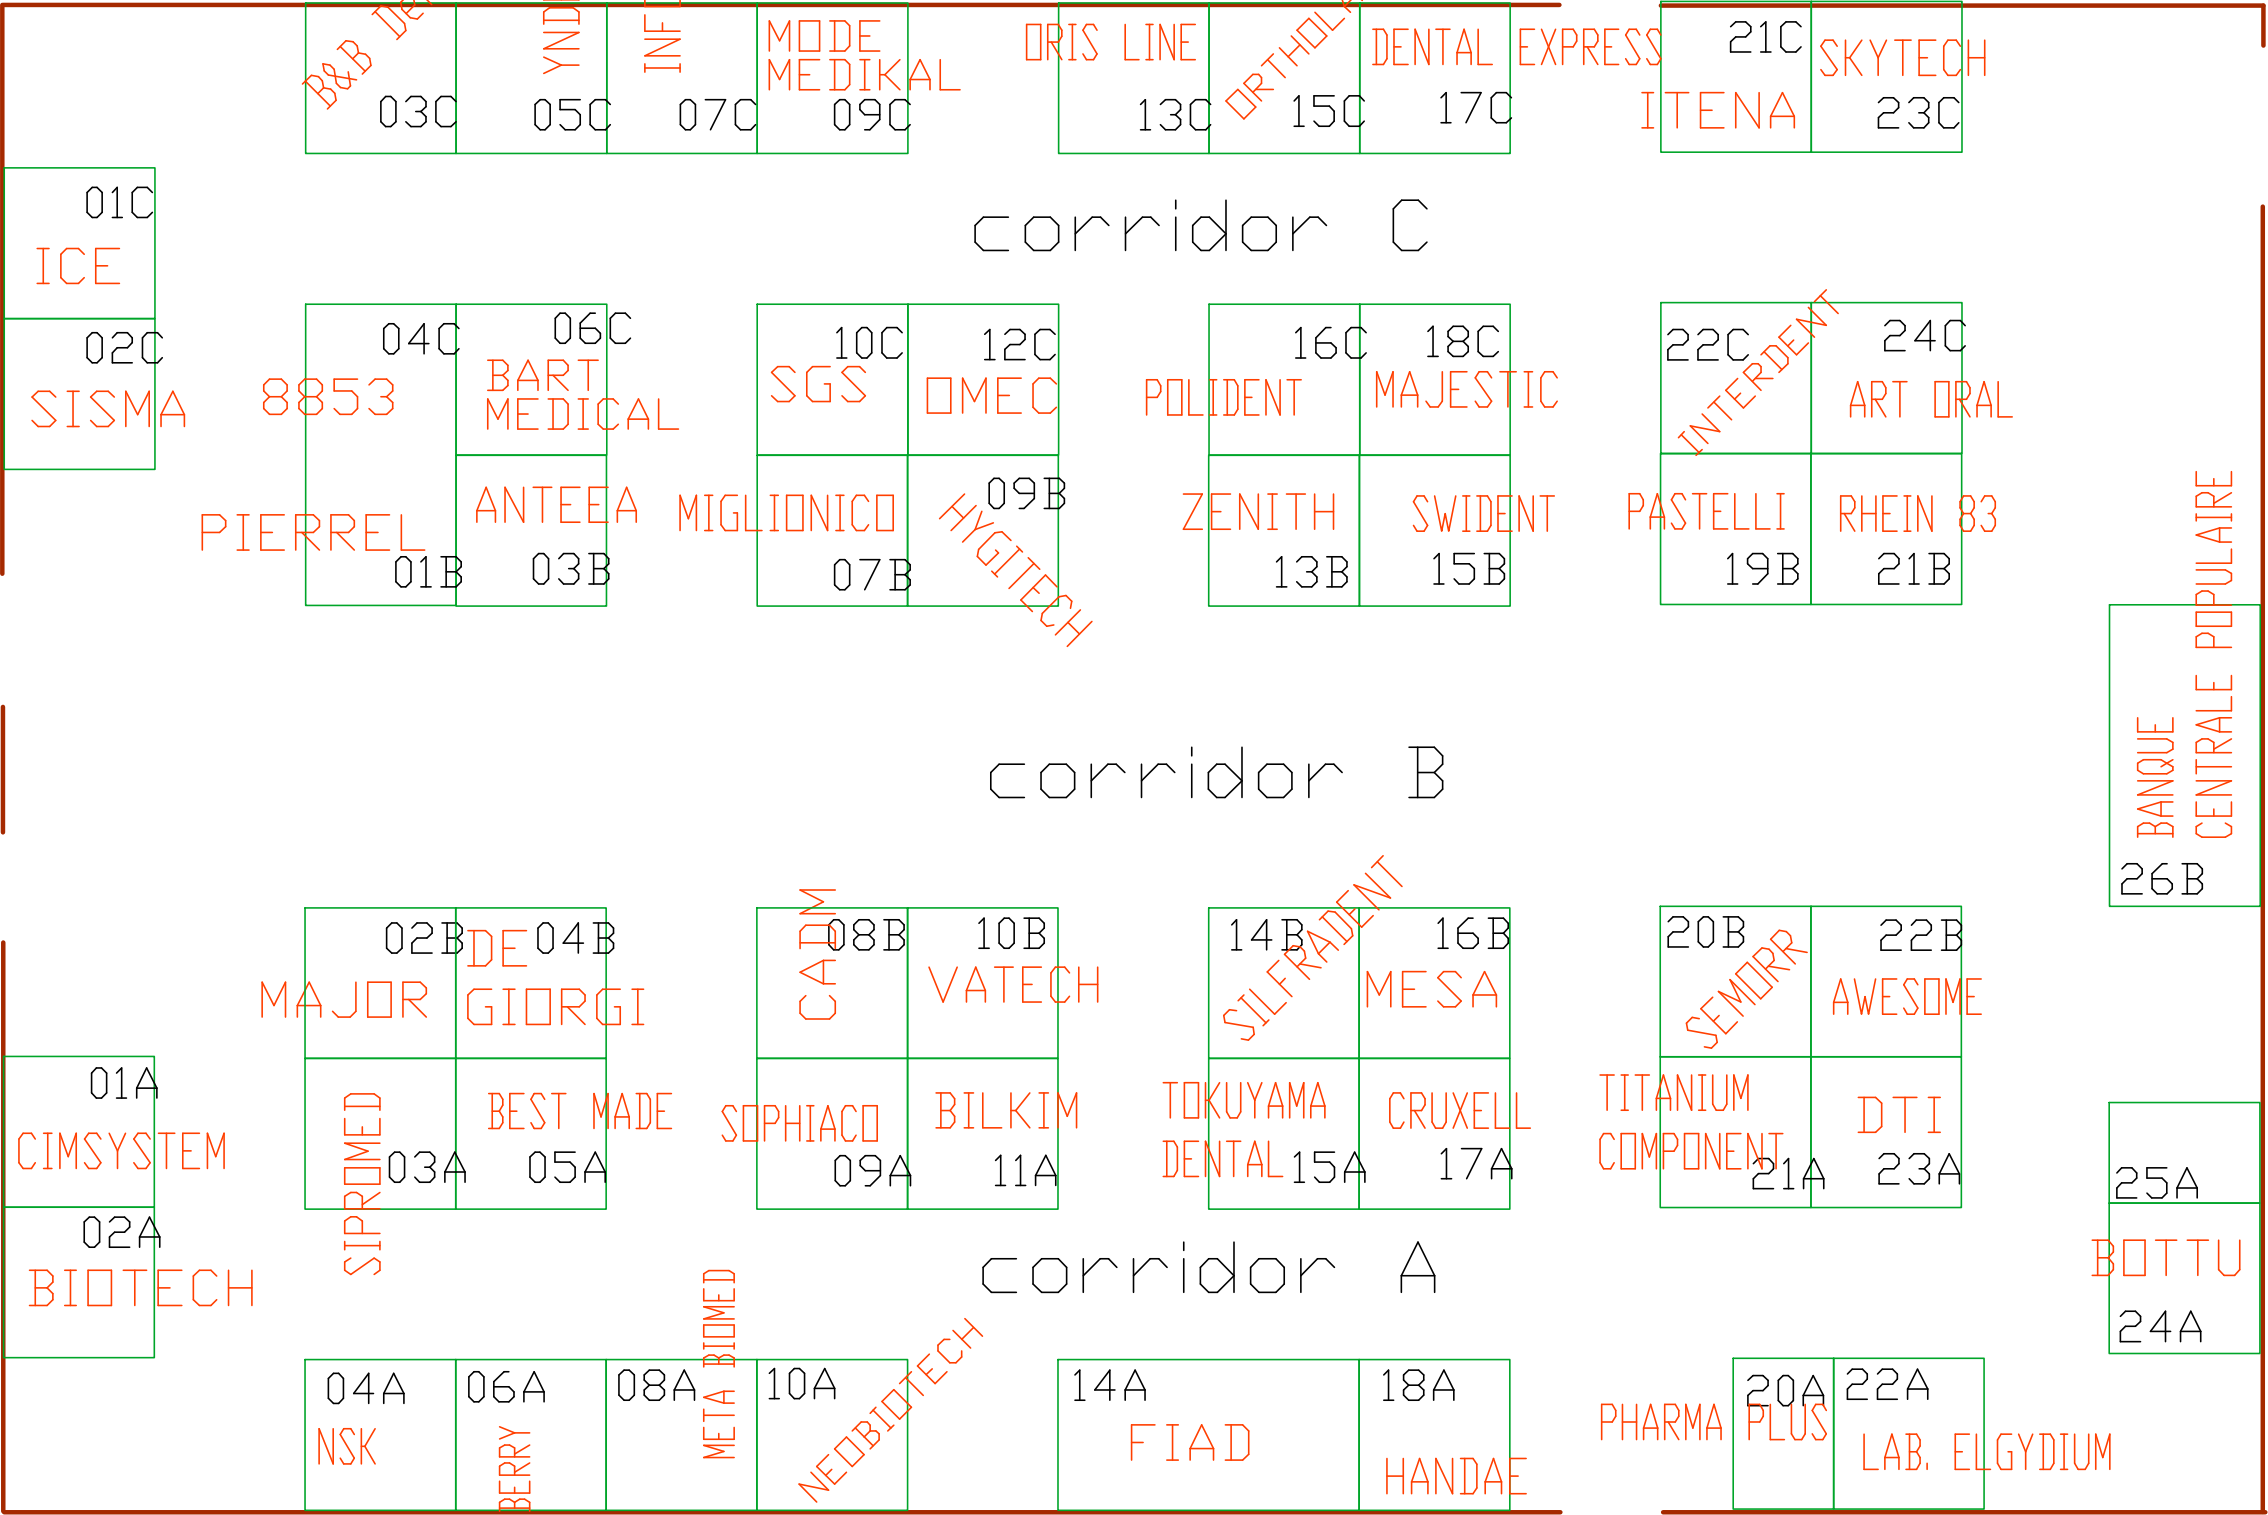 B&B
03C
05C
INF
07C
MODE
MEDIKAL
09C
ORIS LINE
13C
15C
DENTAL EXPRESS
17C
21C
ITENA
SKYTECH
23C
01C
ICE
02C
SISMA
corridor C
04C
8853
06C
BART
MEDICAL
10C
SGS
12C
OMEC
16C
POLIDENT
18C
MAJESTIC
22C
INTERDENT
24C
ART ORAL
PIERREL
01B
ANTEEA
03B
MIGLIONICO
07B
09B
HYGITECH
ZENITH
13B
SWIDENT
15B
PASTELLI
19B
RHEIN 83
21B
BANQUE
CENTRALE POPULAIRE
26B
corridor B
02B
MAJOR
04B
DE
GIORGI
08B
CADM
10B
VATECH
14B
SILFRADENT
16B
MESA
20B
SEMORR
22B
AWESOME
01A
CIMSYSTEM
02A
BIOTECH
SIPROMED
03A
BEST MADE
05A
SOPHIACO
09A
BILKIM
11A
TOKUYAMA
DENTAL
15A
CRUXELL
17A
TITANIUM
COMPONENT
21A
DTI
23A
25A
BOTTU
24A
corridor A
04A
NSK
06A
BERRY
08A
META BIOMED
10A
NEOBIOTECH
14A
FIAD
18A
HANDAE
20A
PHARMA PLUS
22A
LAB. ELGYDIUM